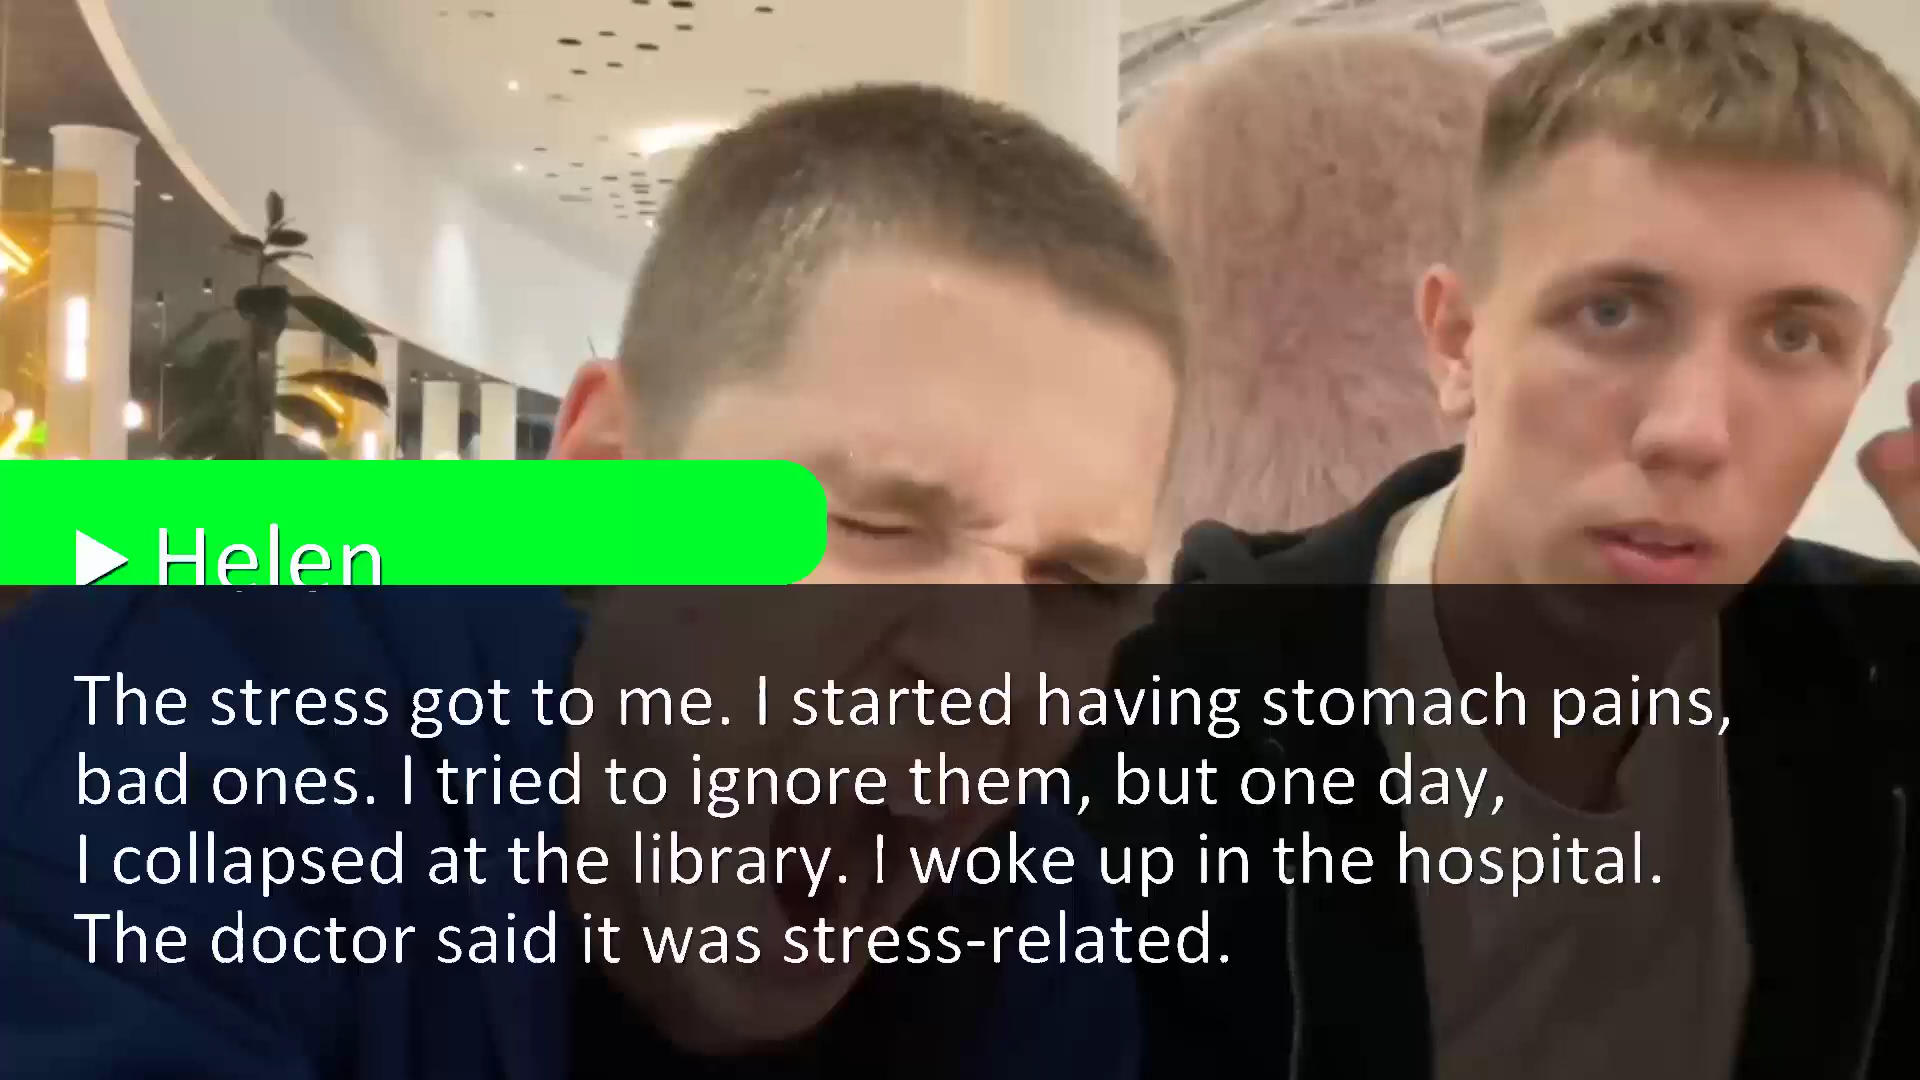 Helen
The stress got to me. I started having stomach pains,
bad ones. I tried to ignore them, but one day,
I collapsed at the library. I woke up in the hospital.
The doctor said it was stress-related.